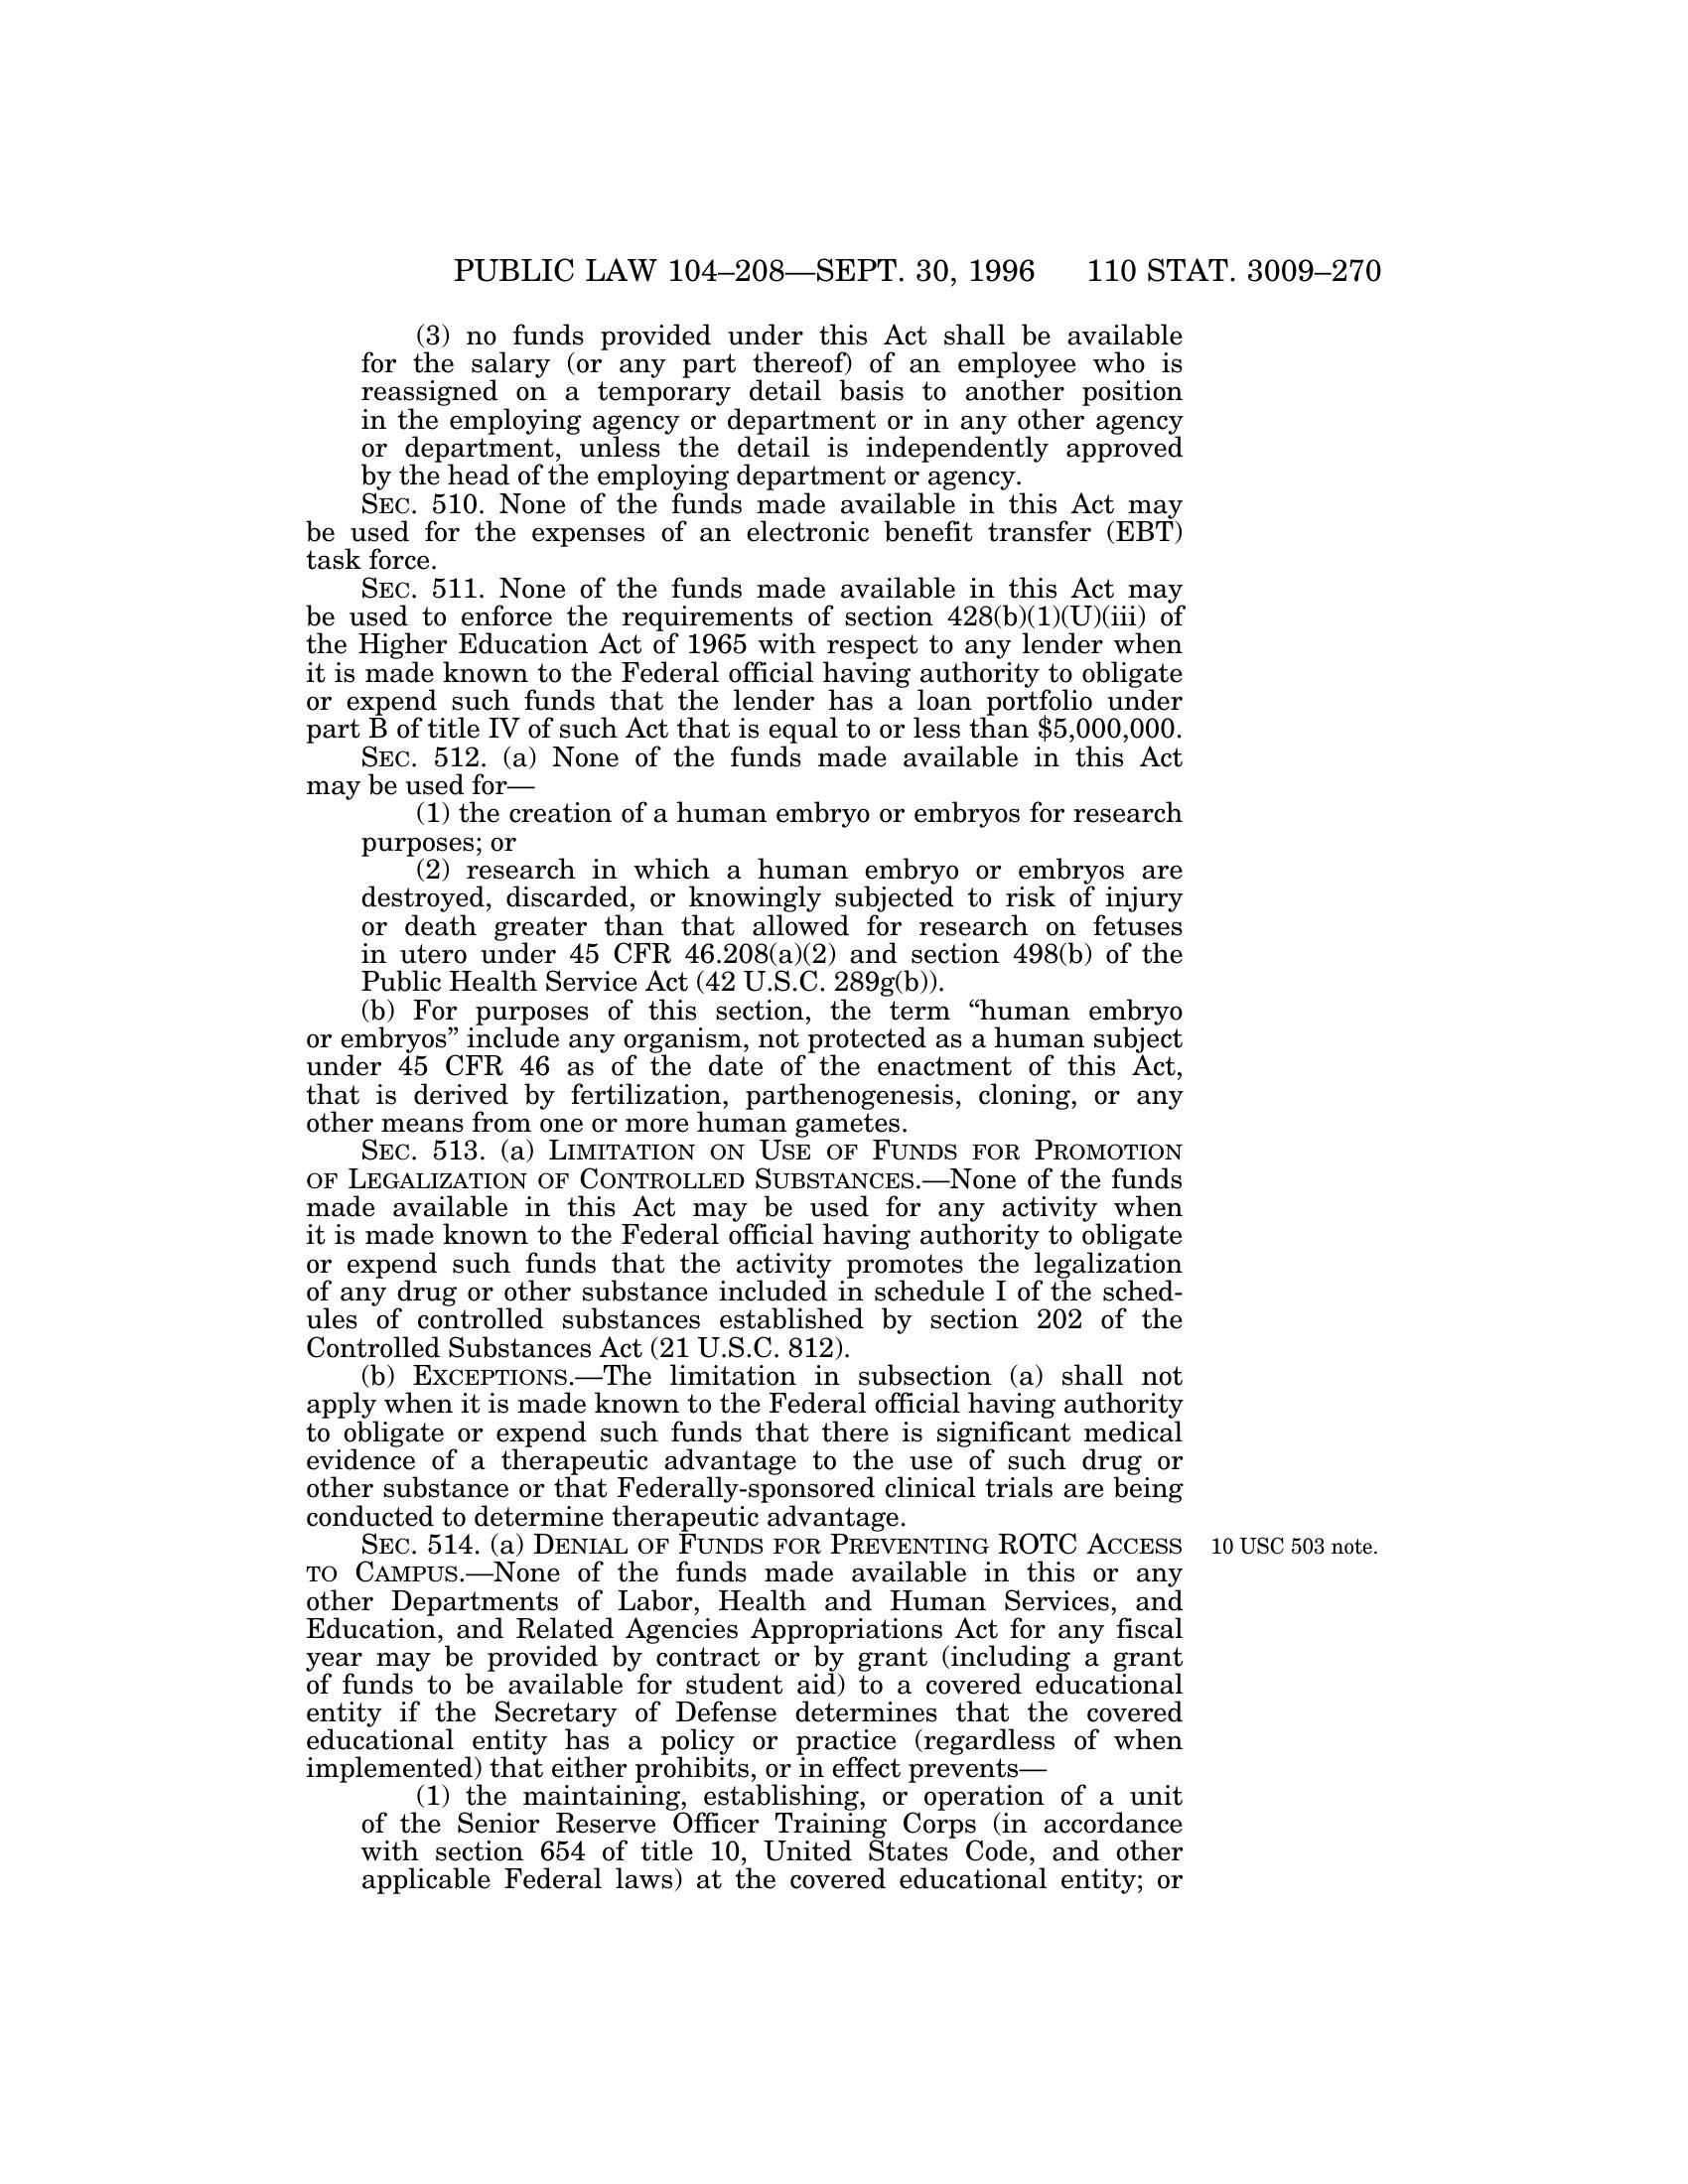 PUBLIC LAW 104–208—SEPT. 30, 1996 110 STAT. 3009–270
(3) no funds provided under this Act shall be available
for the salary (or any part thereof) of an employee who is
reassigned on a temporary detail basis to another position
in the employing agency or department or in any other agency
or department, unless the detail is independently approved
by the head of the employing department or agency.
SEC. 510. None of the funds made available in this Act may
be used for the expenses of an electronic benefit transfer (EBT)
task force.
SEC. 511. None of the funds made available in this Act may
be used to enforce the requirements of section 428(b)(1)(U)(iii) of
the Higher Education Act of 1965 with respect to any lender when
it is made known to the Federal official having authority to obligate
or expend such funds that the lender has a loan portfolio under
part B of title IV of such Act that is equal to or less than $5,000,000.
SEC. 512. (a) None of the funds made available in this Act
may be used for—
(1) the creation of a human embryo or embryos for research
purposes; or
(2) research in which a human embryo or embryos are
destroyed, discarded, or knowingly subjected to risk of injury
or death greater than that allowed for research on fetuses
in utero under 45 CFR 46.208(a)(2) and section 498(b) of the
Public Health Service Act (42 U.S.C. 289g(b)).
(b) For purposes of this section, the term “human embryo
or embryos” include any organism, not protected as a human subject
under 45 CFR 46 as of the date of the enactment of this Act,
that is derived by fertilization, parthenogenesis, cloning, or any
other means from one or more human gametes.
SEC. 513. (a) LIMITATION ON USE OF FUNDS FOR PROMOTION
OF LEGALIZATION OF CONTROLLED SUBSTANCES.—None of the funds
made available in this Act may be used for any activity when
it is made known to the Federal official having authority to obligate
or expend such funds that the activity promotes the legalization
of any drug or other substance included in schedule I of the sched-
ules of controlled substances established by section 202 of the
Controlled Substances Act (21 U.S.C. 812).
(b) EXCEPTIONS.—The limitation in subsection (a) shall not
apply when it is made known to the Federal official having authority
to obligate or expend such funds that there is significant medical
evidence of a therapeutic advantage to the use of such drug or
other substance or that Federally-sponsored clinical trials are being
conducted to determine therapeutic advantage.
SEC. 514. (a) DENIAL OF FUNDS FOR PREVENTING ROTC ACCESS
TO CAMPUS.—None of the funds made available in this or any
other Departments of Labor, Health and Human Services, and
Education, and Related Agencies Appropriations Act for any fiscal
year may be provided by contract or by grant (including a grant
of funds to be available for student aid) to a covered educational
entity if the Secretary of Defense determines that the covered
educational entity has a policy or practice (regardless of when
implemented) that either prohibits, or in effect prevents—
(1) the maintaining, establishing, or operation of a unit
of the Senior Reserve Officer Training Corps (in accordance
with section 654 of title 10, United States Code, and other
applicable Federal laws) at the covered educational entity; or
10 USC 503 note.